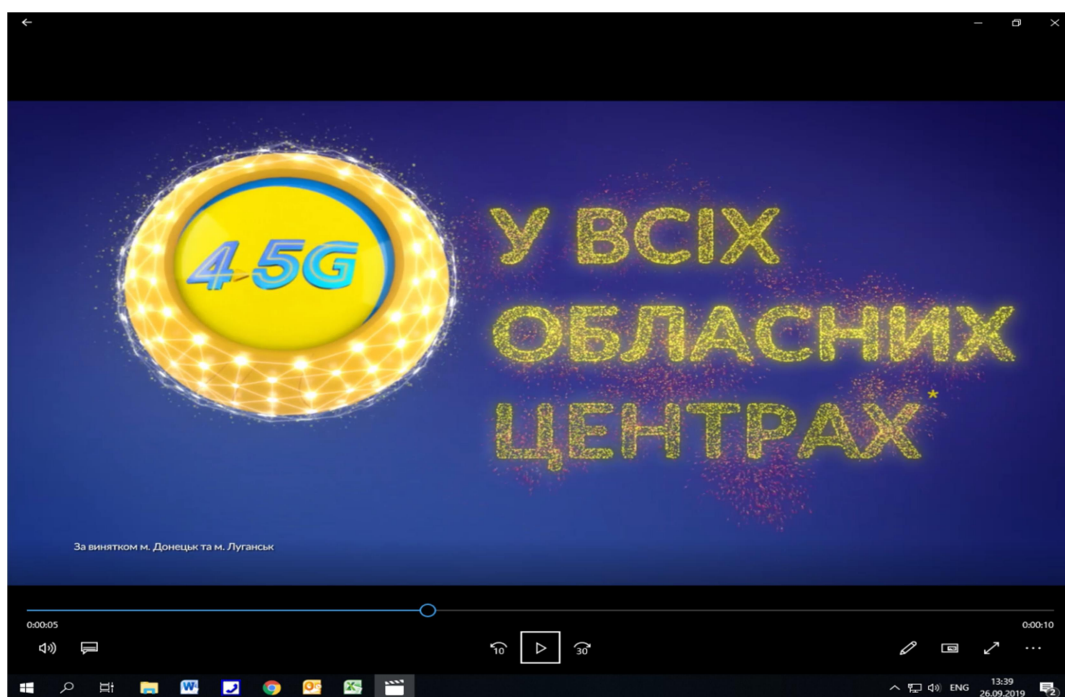 4.5G
У ВСІХ
ОБЛАСНИХ
ЦЕНТРАХ*
За винятком м. Донецьк та м. Луганськ
0:00:05
0:00:10
10
30
ENG
13:39
26.09.2019
2